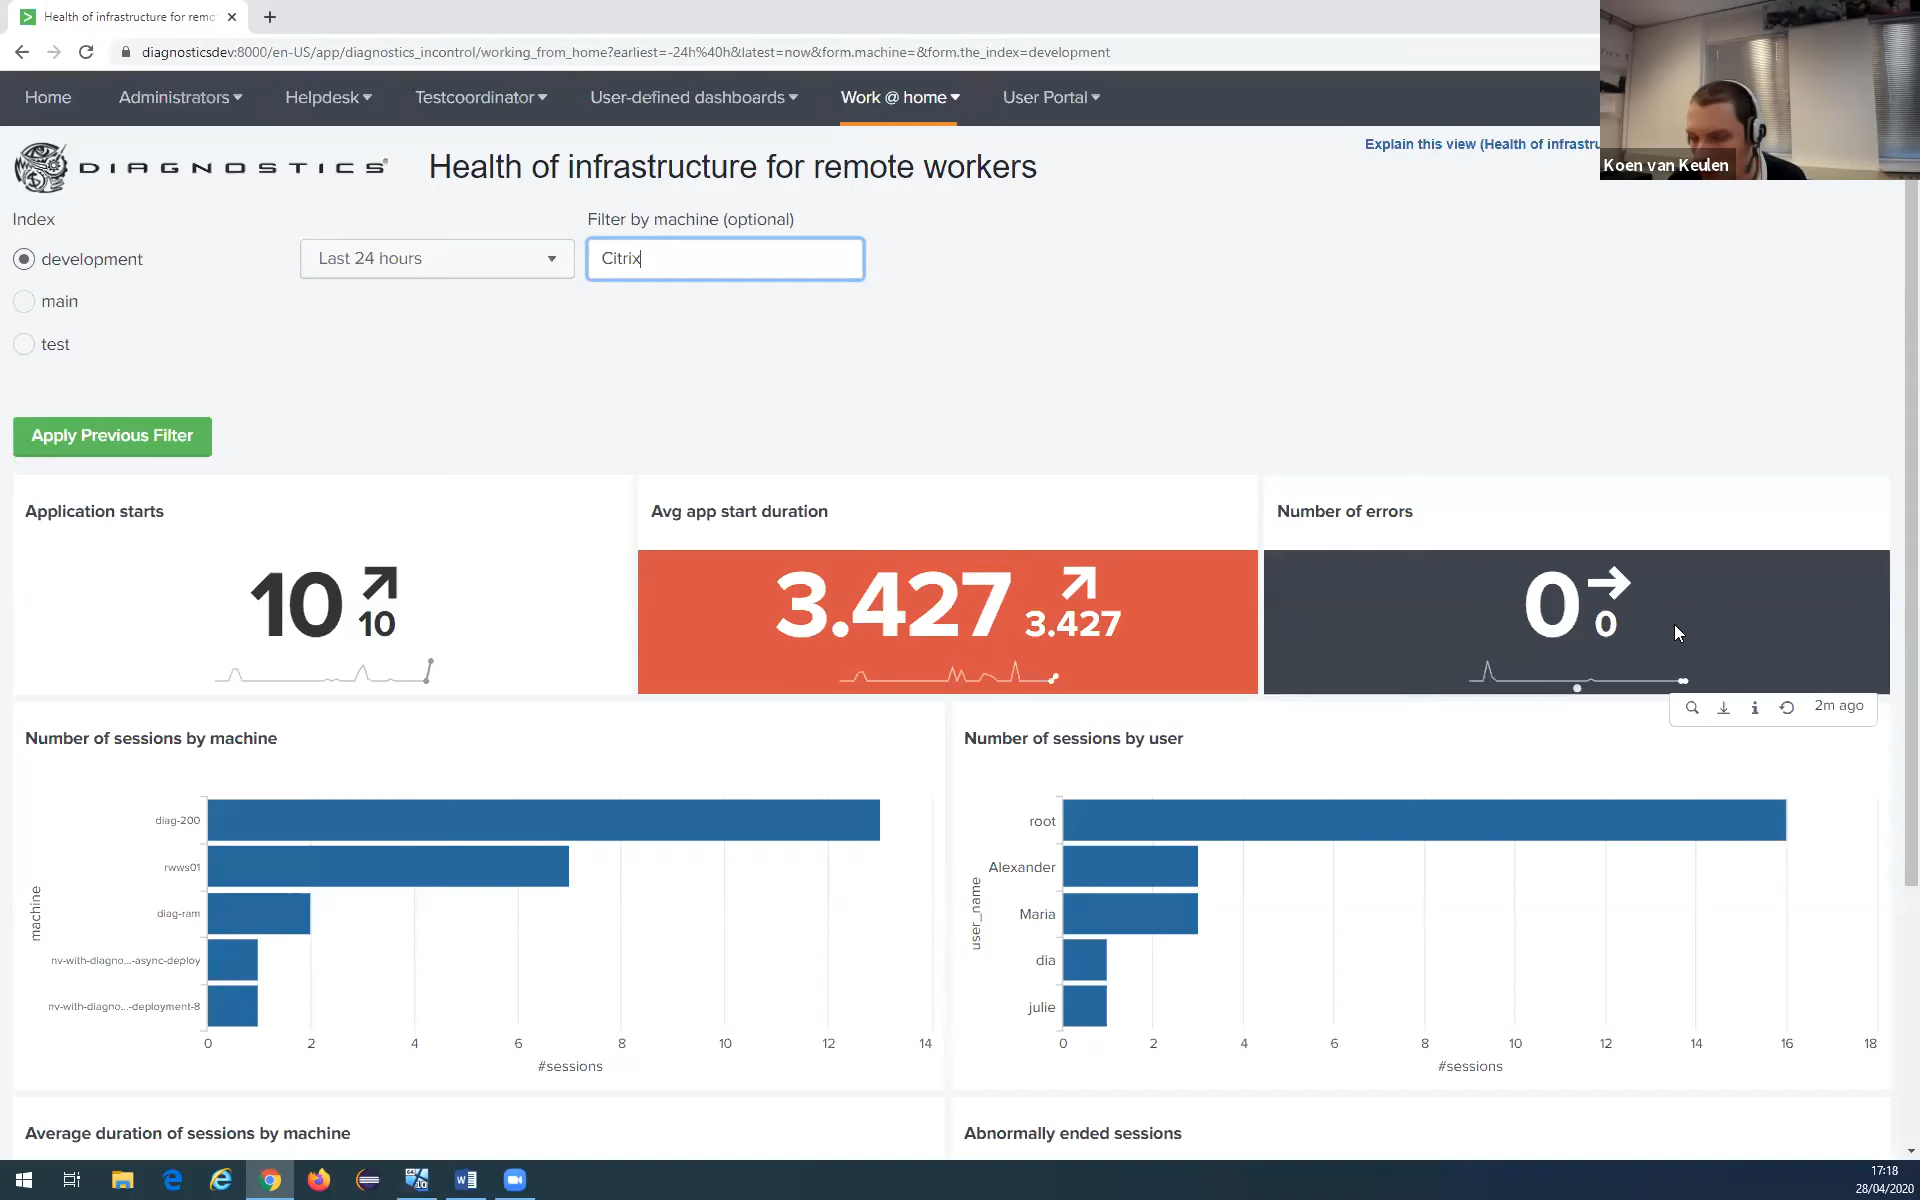 Health of infrastructure for remo
diagnosticsdev:8000/en-US/app/diagnostics_incontrol/working_from_home?earliest=-24h%40h&latest=now&form.machine=&form.the_index=development
Home Administrators Helpdesk Testcoordinator User-defined dashboards Work @ home User Portal
DIAGNOSTICS® Health of infrastructure for remote workers
Explain this view (Health of infrastru
Koen van Keulen
Index
Filter by machine (optional)
development
Last 24 hours
Citrix
main
test
Apply Previous Filter
Application starts
10 10
Avg app start duration
3.427 3.427
Number of errors
0 0
2m ago
Number of sessions by machine
machine
diag-200
rwws01
diag-ram
nv-with-diagno...-async-deploy
nv-with-diagno...-deployment-8
0 2 4 6 8 10 12 14
#sessions
Number of sessions by user
user_name
root
Alexander
Maria
dia
julie
0 2 4 6 8 10 12 14 16 18
#sessions
Average duration of sessions by machine
Abnormally ended sessions
17:18
28/04/2020